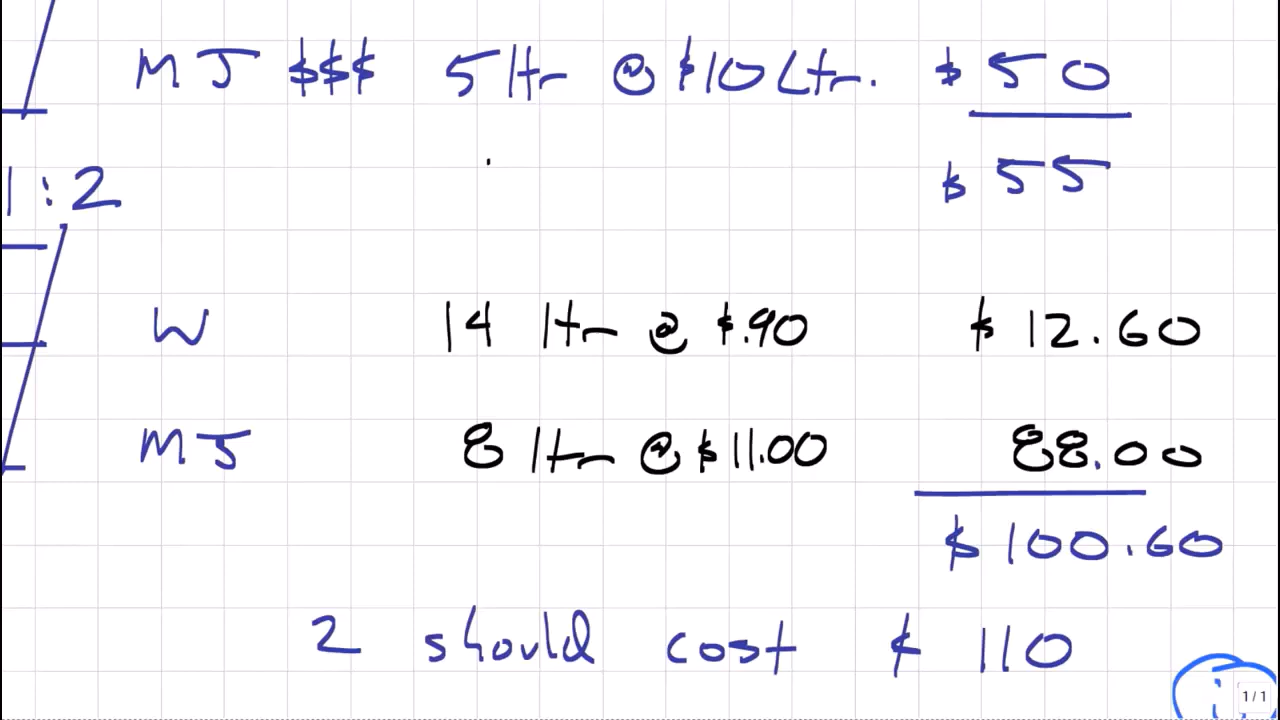 MJ $$$ 5 ltr @ $10 Ltr. $ 50
$ 55
1:2
W 14 ltr @ $.90 $ 12.60
MJ 8 ltr @ $11.00 88.00
$ 100.60
2 should cost $ 110
1/1